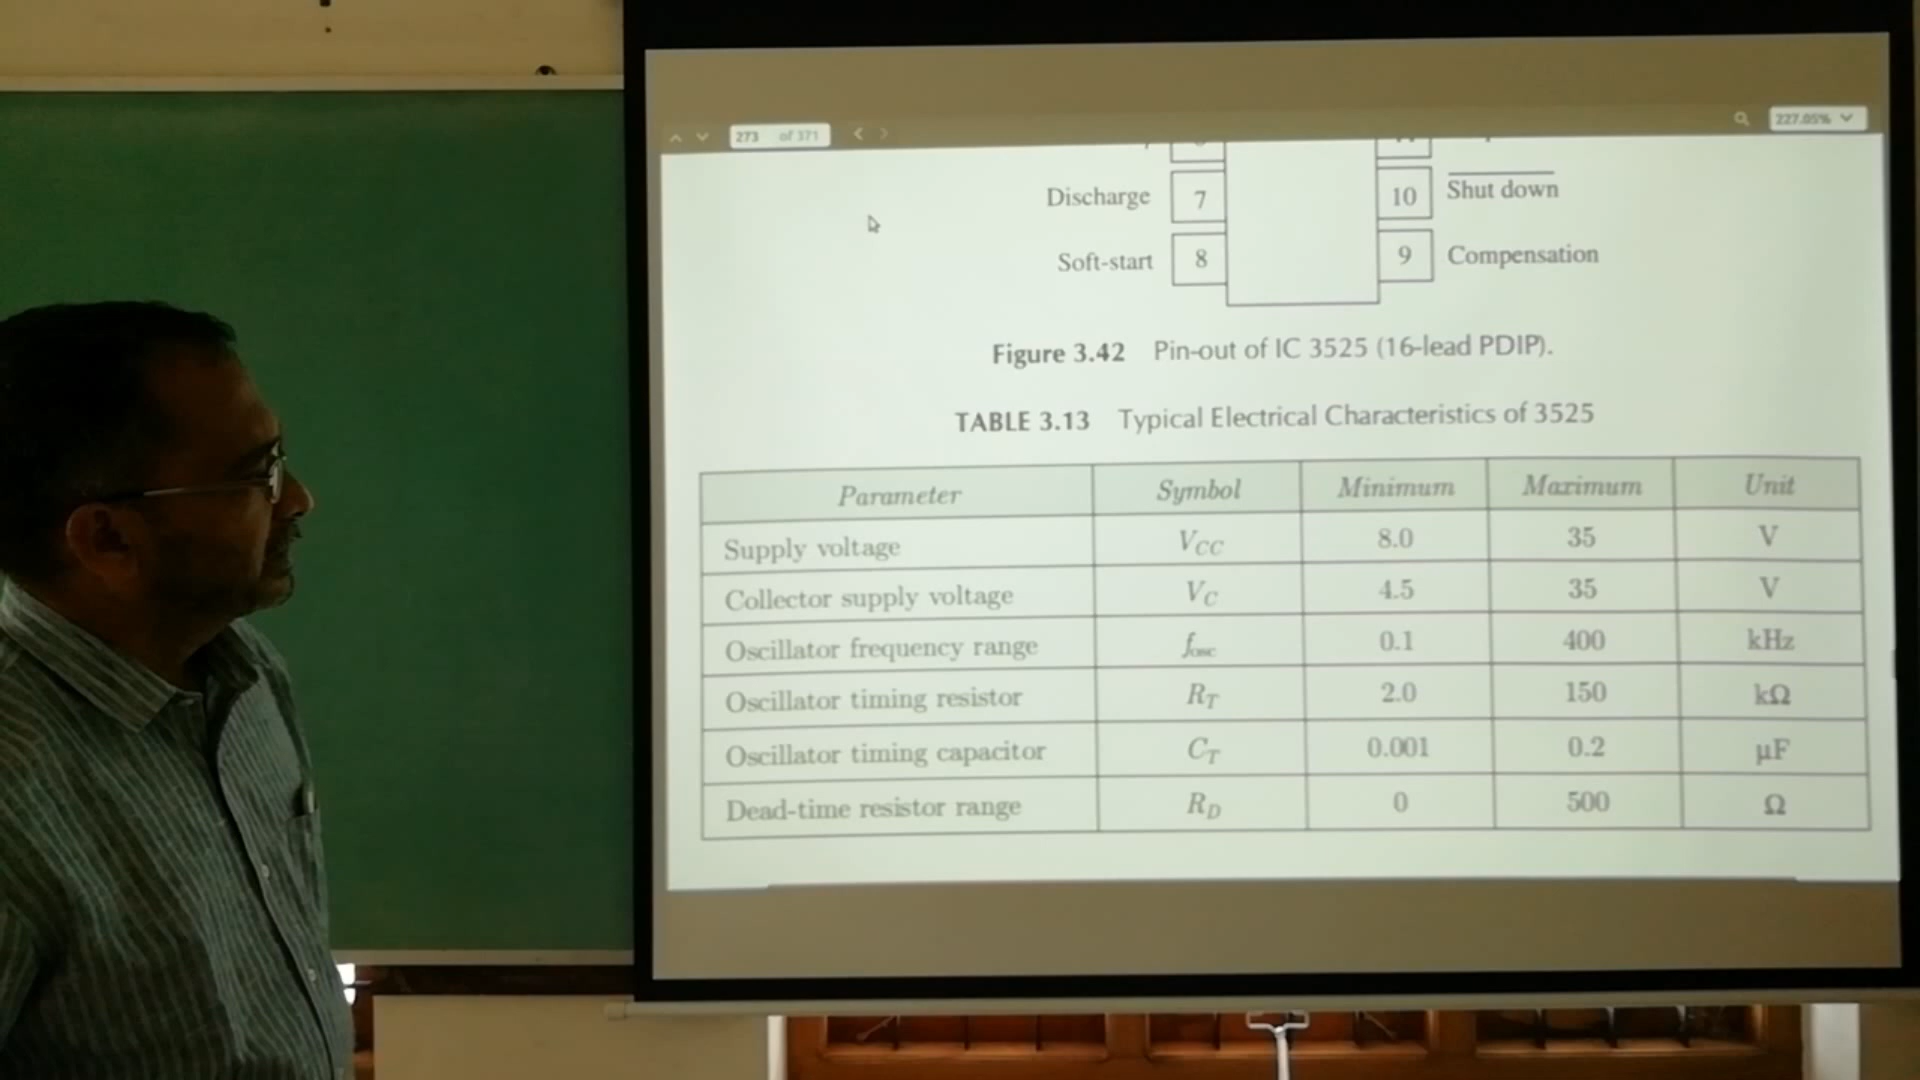 273 of 371
227.05%
Discharge 7 10 Shut down
Soft-start 8 9 Compensation
Figure 3.42 Pin-out of IC 3525 (16-lead PDIP).
TABLE 3.13 Typical Electrical Characteristics of 3525
Parameter Symbol Minimum Maximum Unit
Supply voltage VCC 8.0 35 V
Collector supply voltage VC 4.5 35 V
Oscillator frequency range fosc 0.1 400 kHz
Oscillator timing resistor RT 2.0 150 kΩ
Oscillator timing capacitor CT 0.001 0.2 µF
Dead-time resistor range RD 0 500 Ω